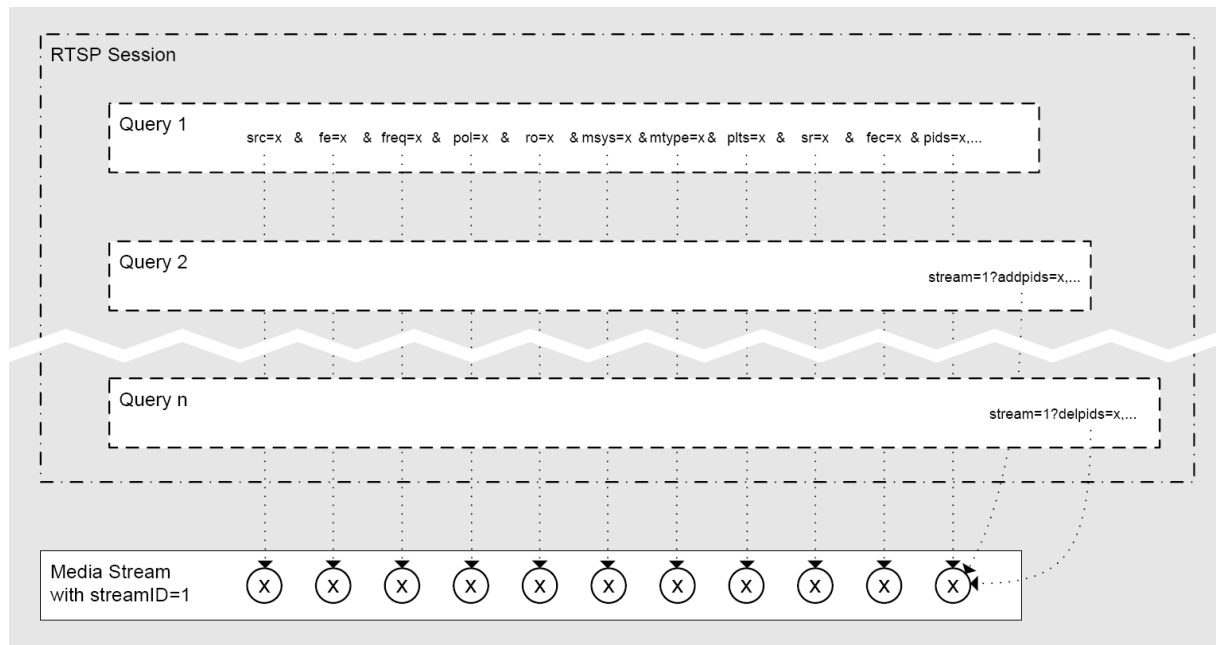 RTSP Session
Query 1
src=x & fe=x & freq=x & pol=x & ro=x & msys=x & mtype=x & plts=x & sr=x & fec=x & pids=x,...
Query 2
stream=1?addpids=x,...
Query n
stream=1?delpids=x,...
Media Stream
with streamID=1
X X X X X X X X X X X